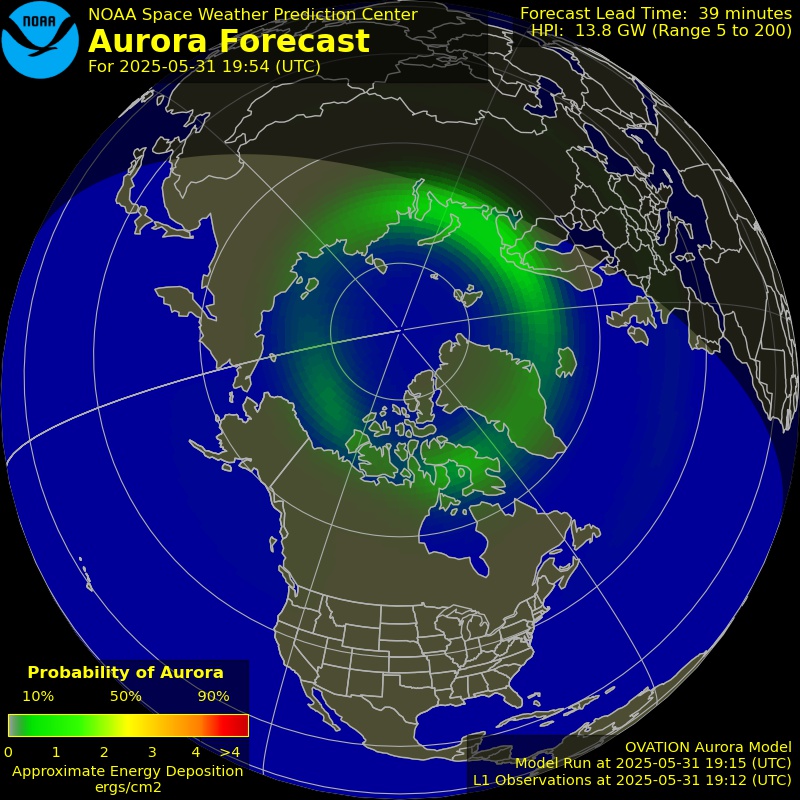 NOAA
NOAA Space Weather Prediction Center
Aurora Forecast
For 2025-05-31 19:54 (UTC)
Forecast Lead Time: 39 minutes
HPI: 13.8 GW (Range 5 to 200)
Probability of Aurora
10% 50% 90%
0 1 2 3 4 >4
Approximate Energy Deposition
ergs/cm2
OVATION Aurora Model
Model Run at 2025-05-31 19:15 (UTC)
L1 Observations at 2025-05-31 19:12 (UTC)